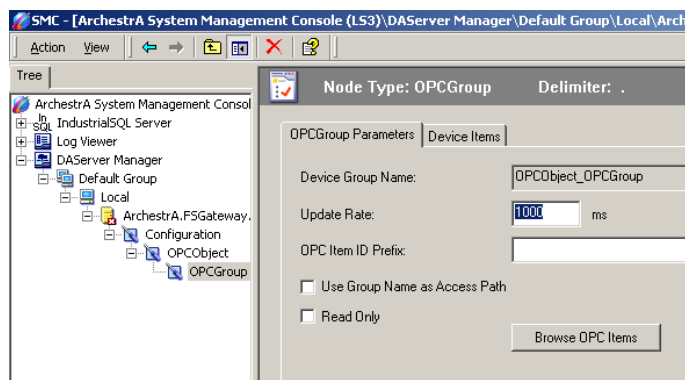 SMC - [ArchestrA System Management Console (LS3)\DAServer Manager\Default Group\Local\Arch
Action View
Tree
ArchestrA System Management Consol
IndustrialSQL Server
Log Viewer
DAServer Manager
Default Group
Local
ArchestrA.FSGateway.
Configuration
OPCObject
OPCGroup
Node Type: OPCGroup Delimiter: .
OPCGroup Parameters Device Items
Device Group Name: OPCObject_OPCGroup
Update Rate: 1000 ms
OPC Item ID Prefix:
Use Group Name as Access Path
Read Only
Browse OPC Items